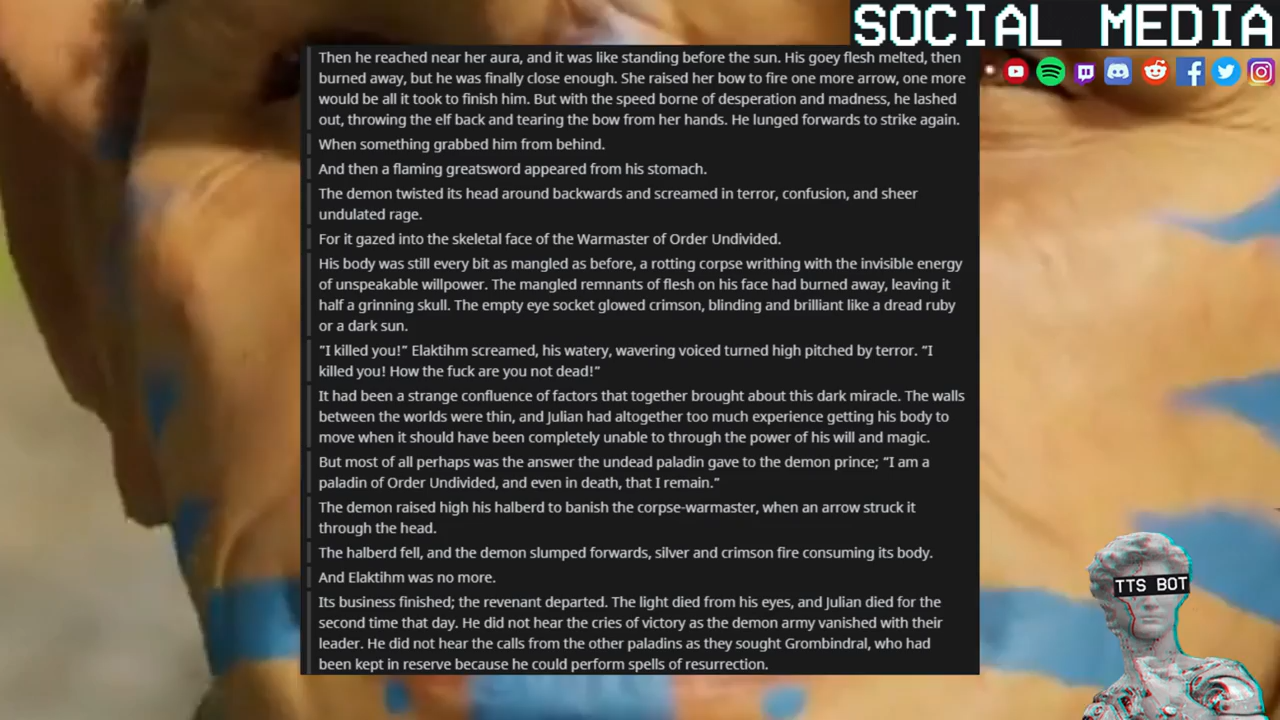 SOCIAL MEDIA
Then he reached near her aura, and it was like standing before the sun. His goey flesh melted, then
burned away, but he was finally close enough. She raised her bow to fire one more arrow, one more
would be all it took to finish him. But with the speed borne of desperation and madness, he lashed
out, throwing the elf back and tearing the bow from her hands. He lunged forwards to strike again.
When something grabbed him from behind.
And then a flaming greatsword appeared from his stomach.
The demon twisted its head around backwards and screamed in terror, confusion, and sheer
undulated rage.
For it gazed into the skeletal face of the Warmaster of Order Undivided.
His body was still every bit as mangled as before, a rotting corpse writhing with the invisible energy
of unspeakable willpower. The mangled remnants of flesh on his face had burned away, leaving it
half a grinning skull. The empty eye socket glowed crimson, blinding and brilliant like a dread ruby
or a dark sun.
“I killed you!” Elaktihm screamed, his watery, wavering voiced turned high pitched by terror. “I
killed you! How the fuck are you not dead!”
It had been a strange confluence of factors that together brought about this dark miracle. The walls
between the worlds were thin, and Julian had altogether too much experience getting his body to
move when it should have been completely unable to through the power of his will and magic.
But most of all perhaps was the answer the undead paladin gave to the demon prince; “I am a
paladin of Order Undivided, and even in death, that I remain.”
The demon raised high his halberd to banish the corpse-warmaster, when an arrow struck it
through the head.
The halberd fell, and the demon slumped forwards, silver and crimson fire consuming its body.
And Elaktihm was no more.
Its business finished; the revenant departed. The light died from his eyes, and Julian died for the
second time that day. He did not hear the cries of victory as the demon army vanished with their
leader. He did not hear the calls from the other paladins as they sought Grombindral, who had
been kept in reserve because he could perform spells of resurrection.
TTS BOT